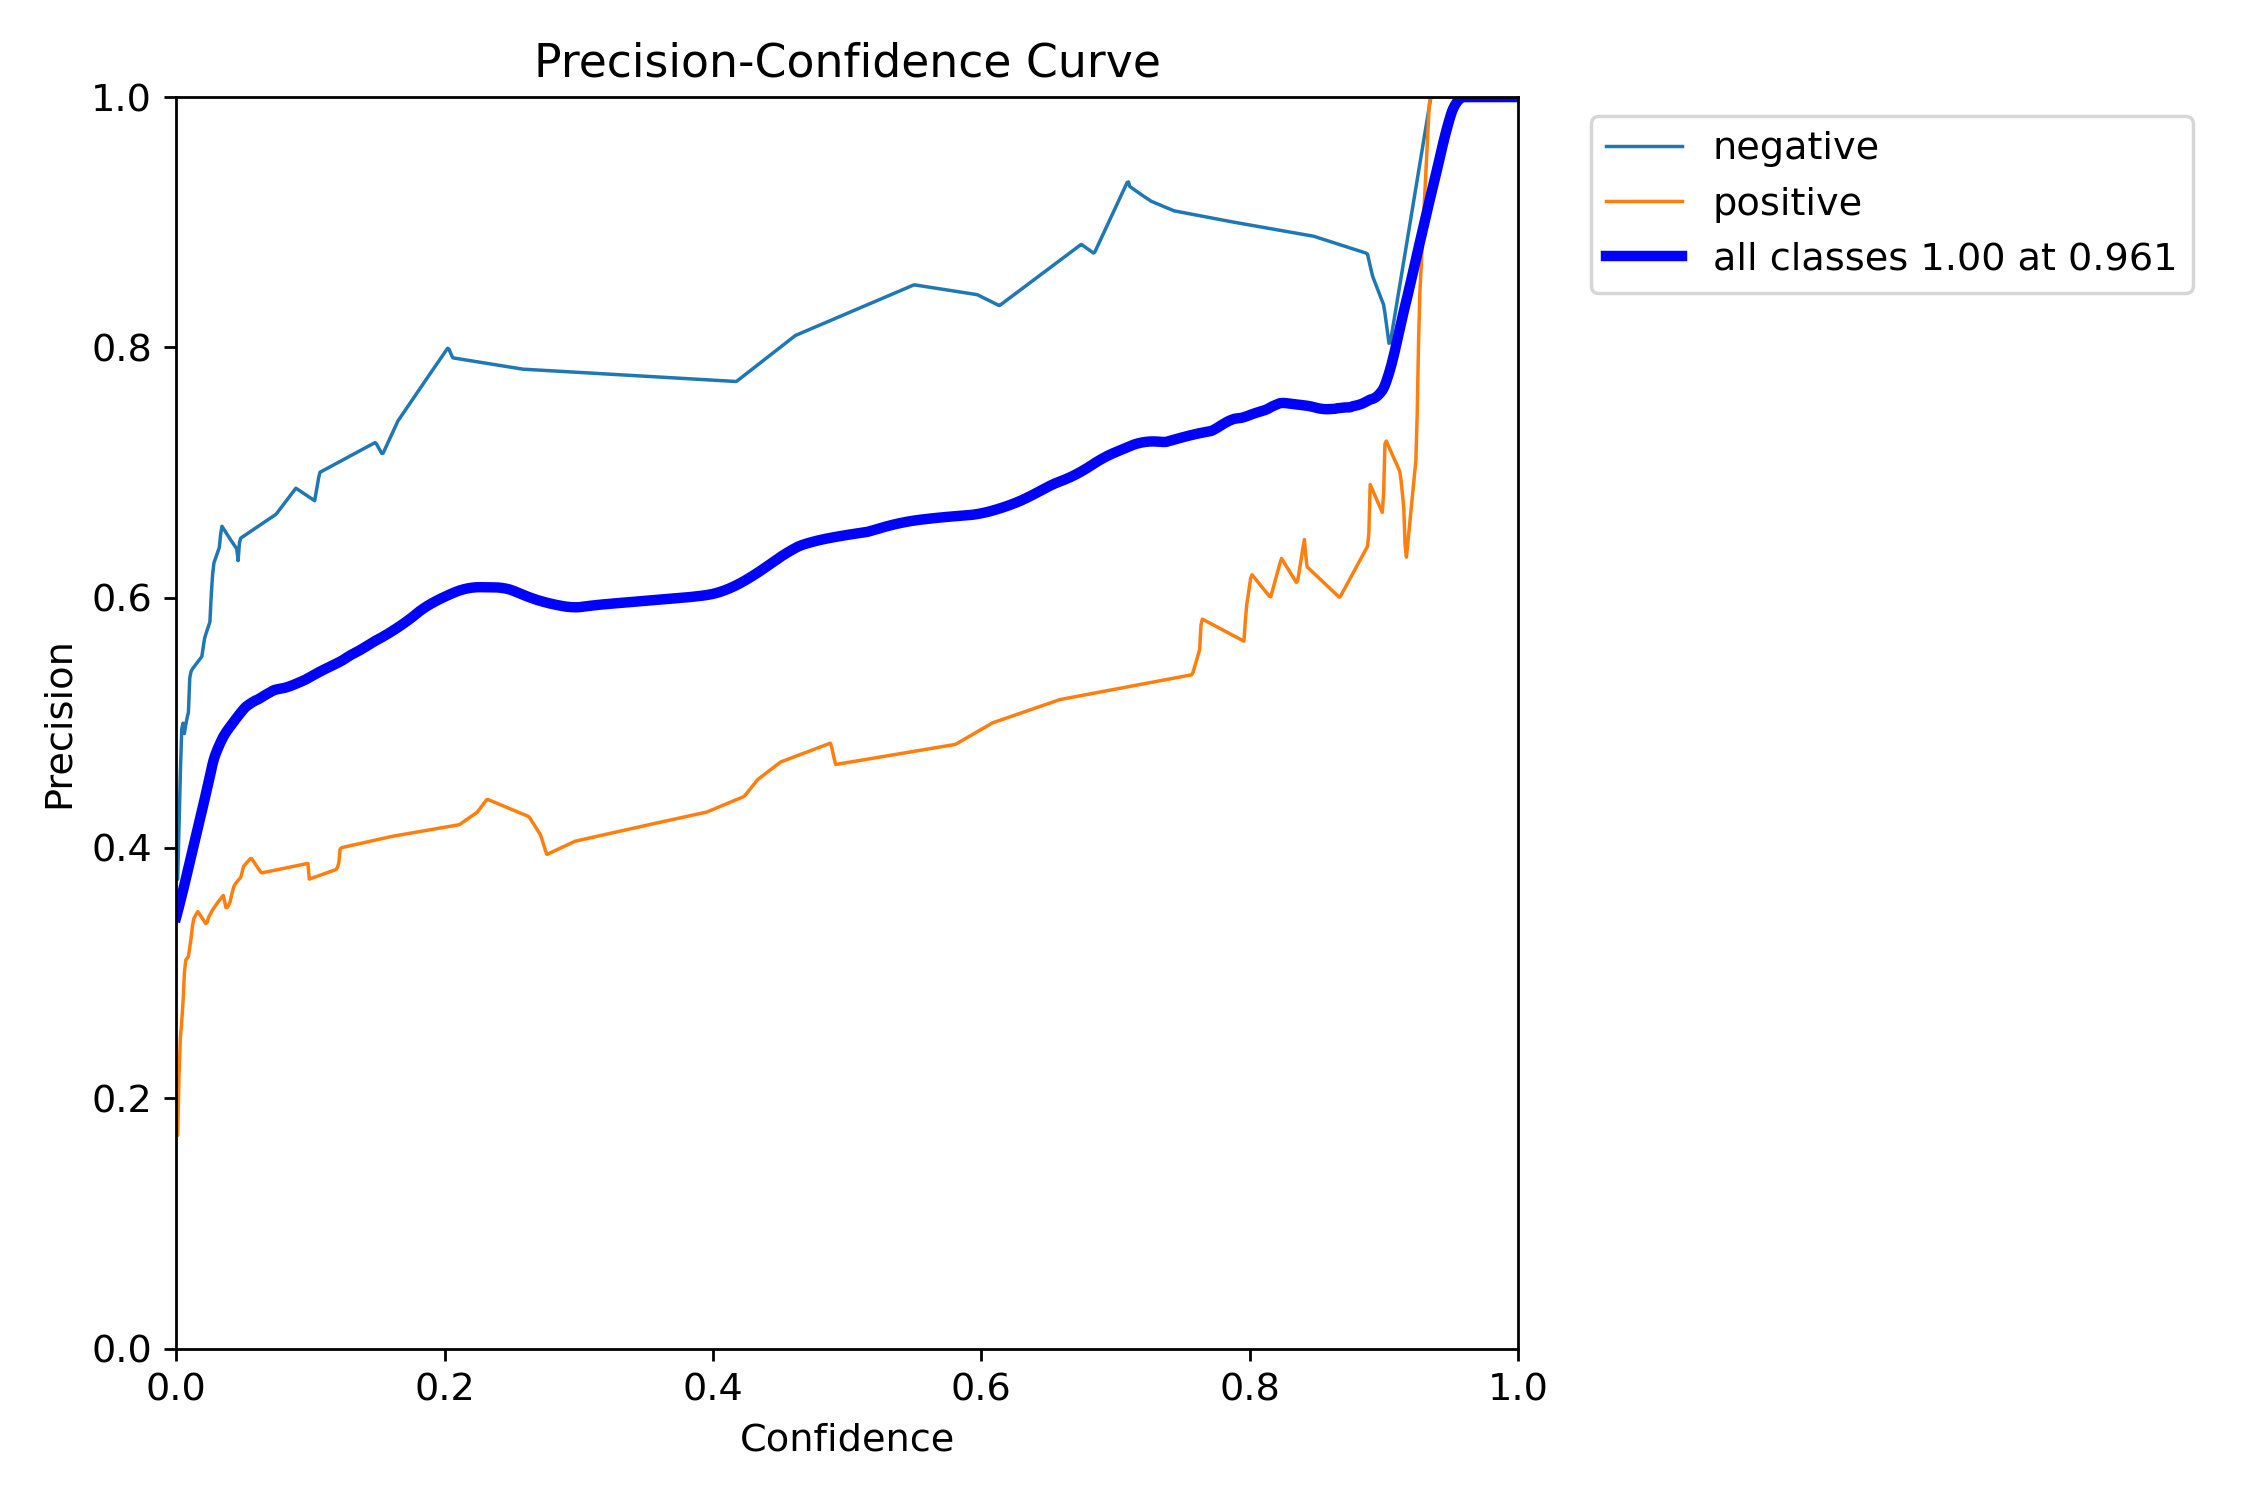 Precision-Confidence Curve
1.0
0.8
0.6
0.4
0.2
0.0
Precision
0.0 0.2 0.4 0.6 0.8 1.0
Confidence
negative
positive
all classes 1.00 at 0.961